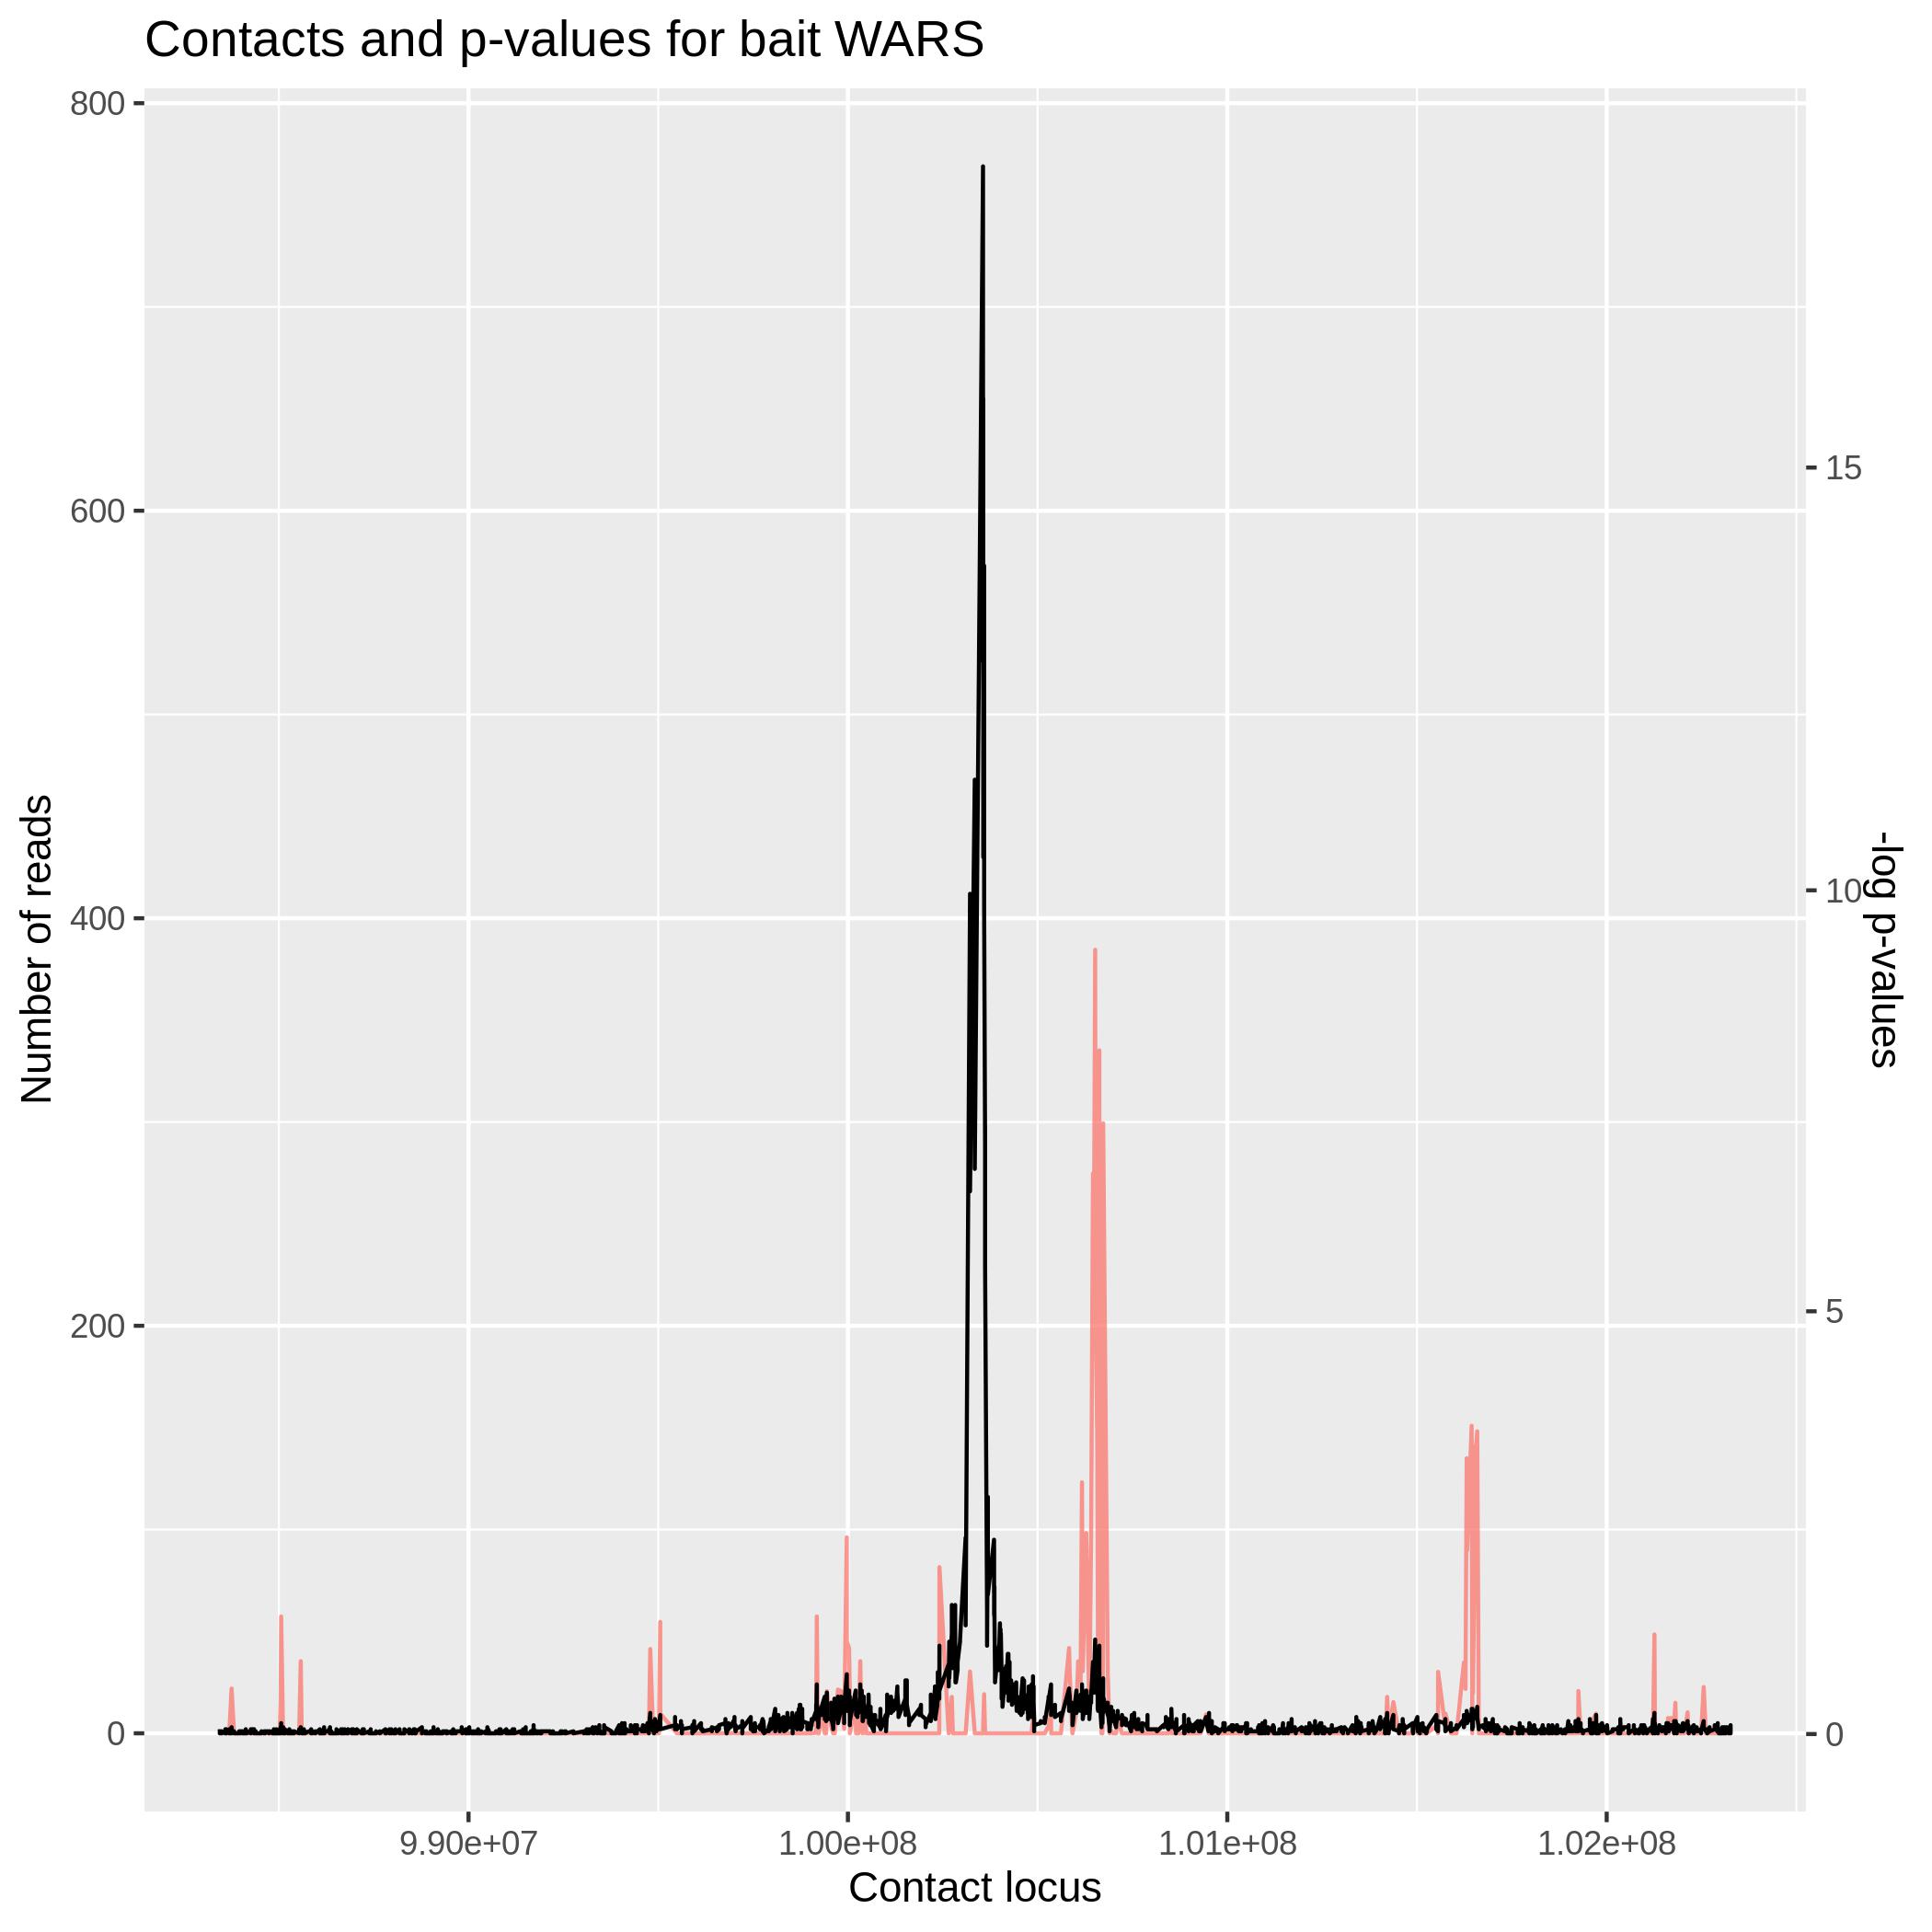 Contacts and p-values for bait WARS
800
600
400
200
0
Number of reads
15
10
5
0
-log p-values
9.90e+07
1.00e+08
1.01e+08
1.02e+08
Contact locus